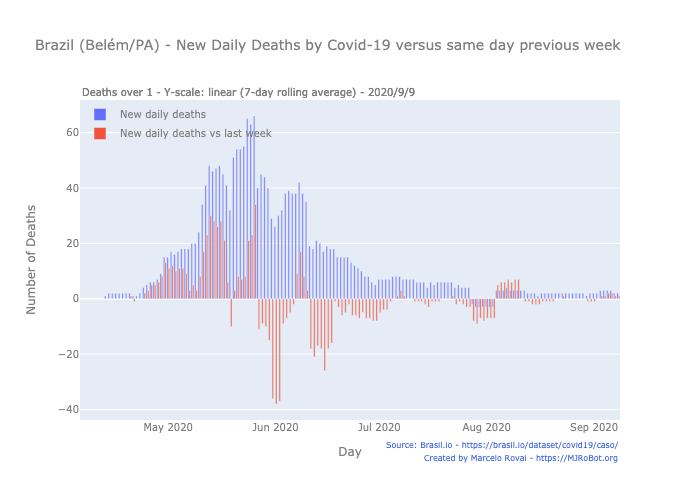 Brazil (Belém/PA) - New Daily Deaths by Covid-19 versus same day previous week
Deaths over 1 - Y-scale: linear (7-day rolling average) - 2020/9/9
New daily deaths
New daily deaths vs last week
60
40
20
0
−20
−40
Number of Deaths
May 2020
Jun 2020
Jul 2020
Aug 2020
Sep 2020
Day
Source: Brasil.io - https://brasil.io/dataset/covid19/caso/
Created by Marcelo Rovai - https://MJRoBot.org